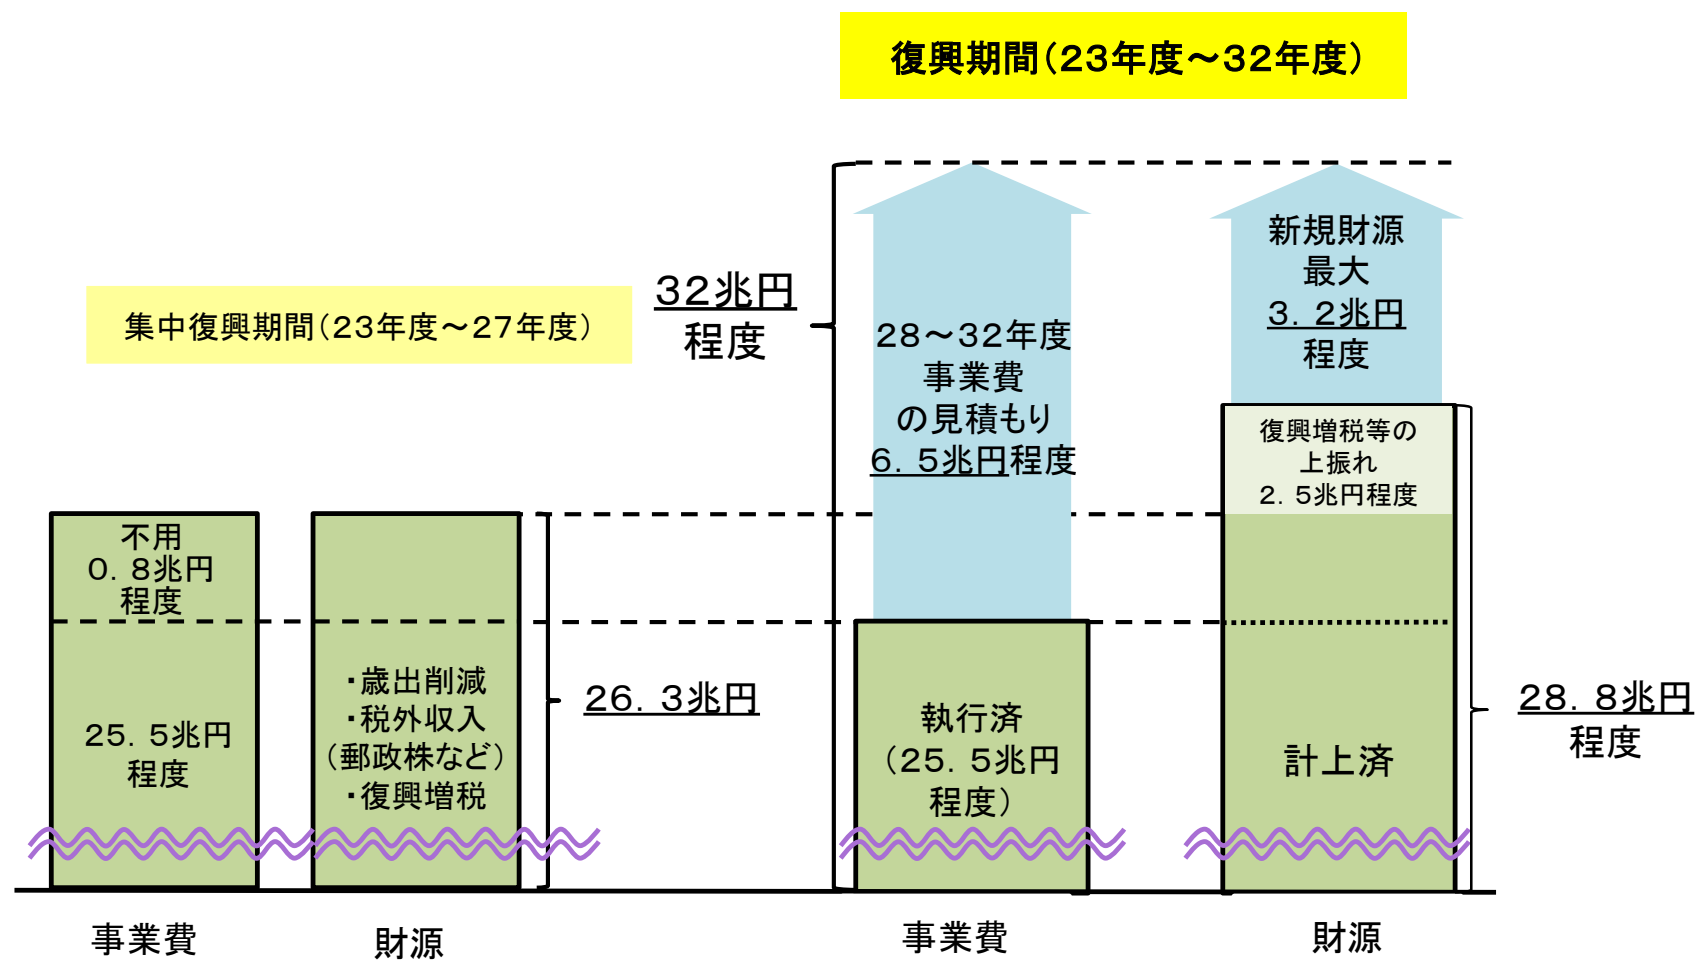 復興期間(23年度～32年度)
集中復興期間(23年度～27年度)
32兆円
程度
28～32年度
事業費
の見積もり
6.5兆円程度
新規財源
最大
3.2兆円
程度
復興増税等の
上振れ
2.5兆円程度
不用
0.8兆円
程度
25.5兆円
程度
・歳出削減
・税外収入
(郵政株など)
・復興増税
26.3兆円
執行済
(25.5兆円
程度)
計上済
28.8兆円
程度
事業費
財源
事業費
財源